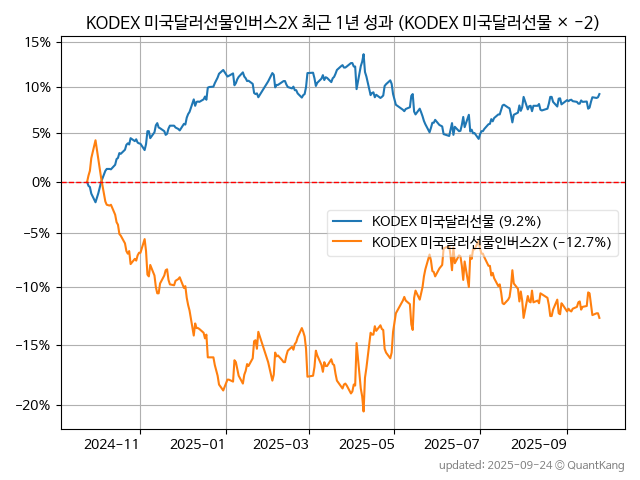 KODEX 미국달러선물인버스2X 최근 1년 성과 (KODEX 미국달러선물 × −2)
15%
10%
5%
0%
−5%
−10%
−15%
−20%
KODEX 미국달러선물 (9.2%)
KODEX 미국달러선물인버스2X (−12.7%)
2024-11 2025-01 2025-03 2025-05 2025-07 2025-09
updated: 2025-09-24 © QuantKang